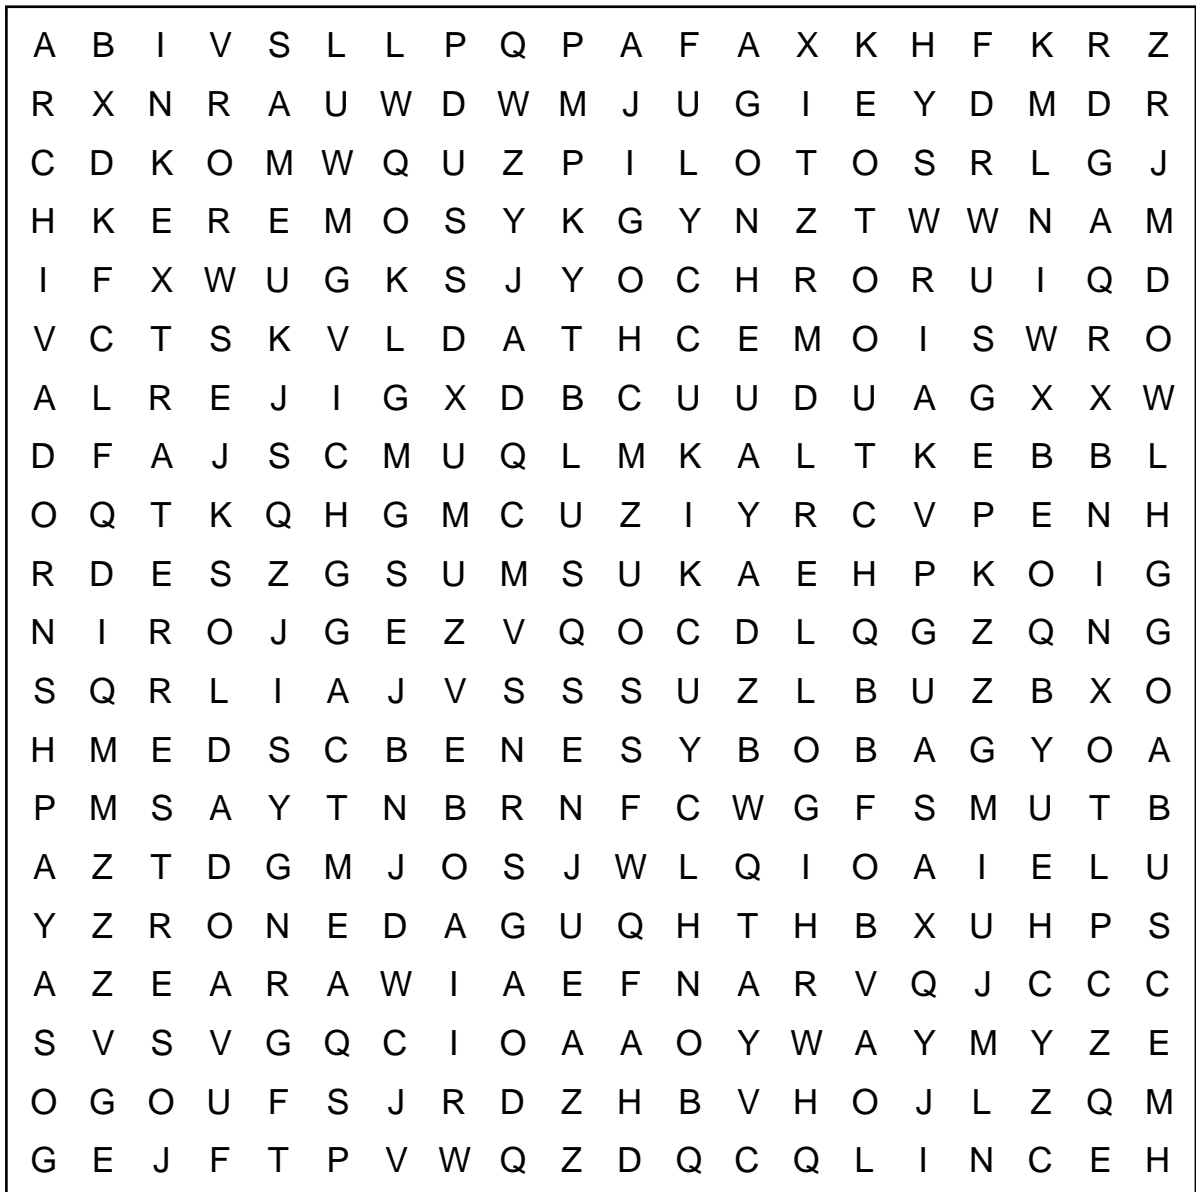 A B I V S L L P Q P A F A X K H F K R Z
R X N R A U W D W M J U G I E Y D M D R
C D K O M W Q U Z P I L O T O S R L G J
H K E R E M O S Y K G Y N Z T W W N A M
I F X W U G K S J Y O C H R O R U I Q D
V C T S K V L D A T H C E M O I S W R O
A L R E J I G X D B C U U D U A G X X W
D F A J S C M U Q L M K A L T K E B B L
O Q T K Q H G M C U Z I Y R C V P E N H
R D E S Z G S U M S U K A E H P K O I G
N I R O J G E Z V Q O C D L Q G Z Q N G
S Q R L I A J V S S S U Z L B U Z B X O
H M E D S C B E N E S Y B O B A G Y O A
P M S A Y T N B R N F C W G F S M U T B
A Z T D G M J O S J W L Q I O A I E L U
Y Z R O N E D A G U Q H T H B X U H P S
A Z E A R A W I A E F N A R V Q J C C C
S V S V G Q C I O A A O Y W A Y M Y Z E
O G O U F S J R D Z H B V H O J L Z Q M
G E J F T P V W Q Z D Q C Q L I N C E H